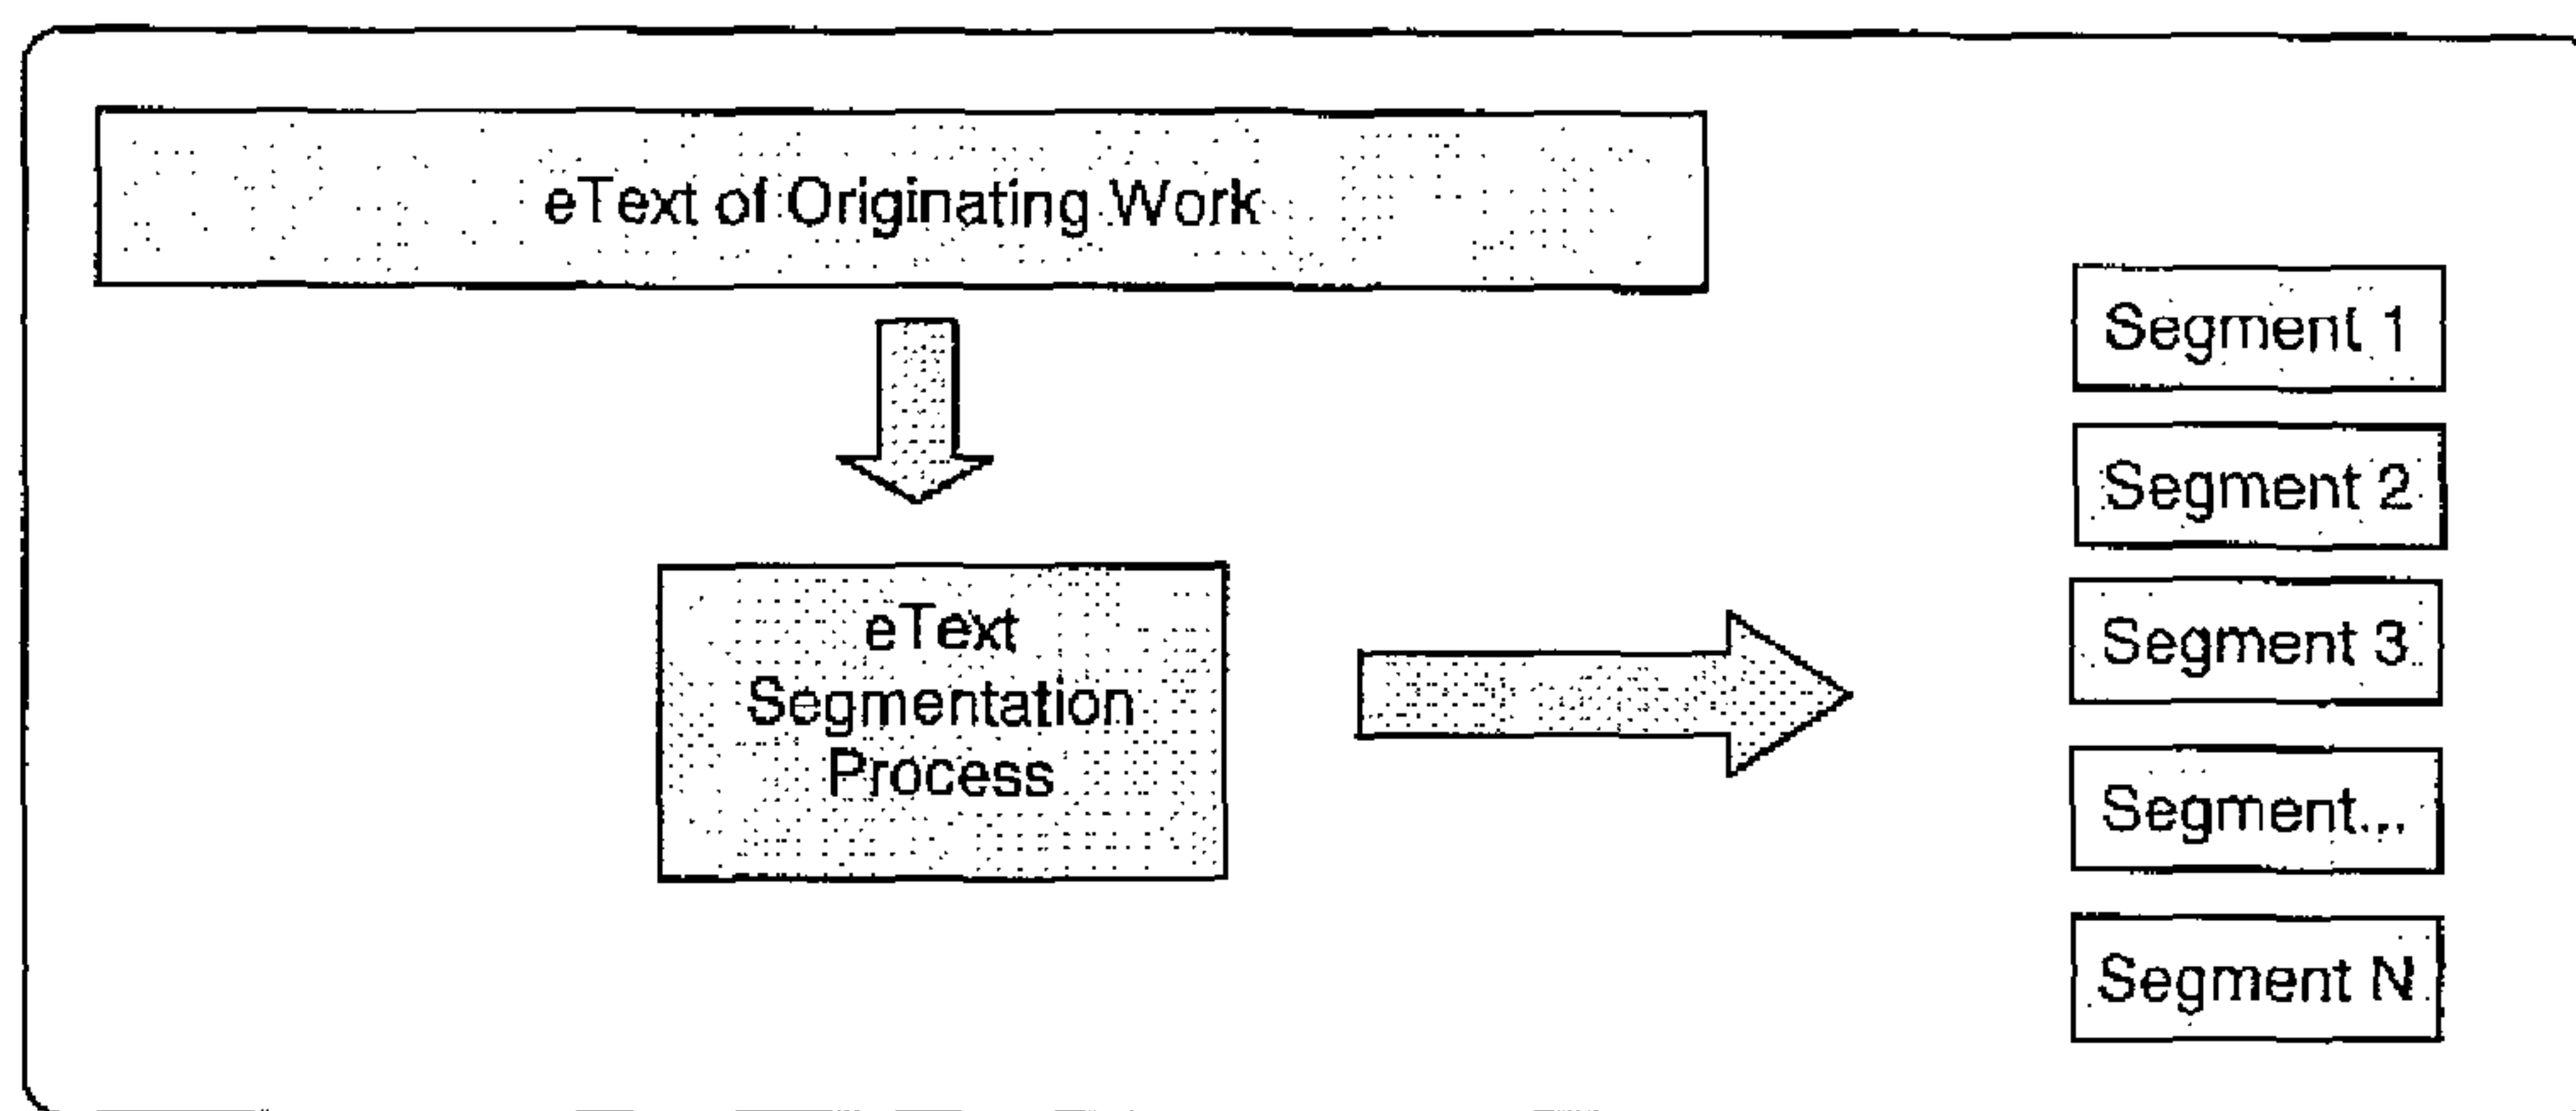 eText of Originating Work
eText
Segmentation
Process
Segment 1
Segment 2
Segment 3
Segment...
Segment N